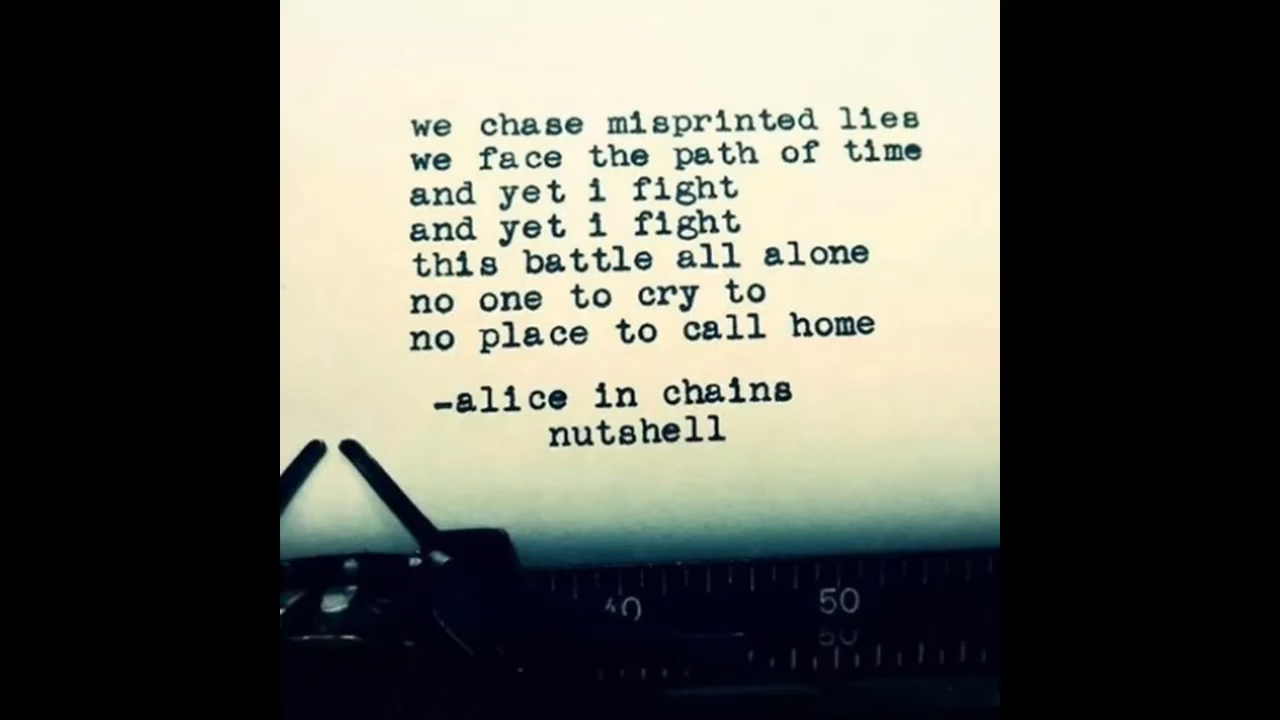 we chase misprinted lies
we face the path of time
and yet i fight
and yet i fight
this battle all alone
no one to cry to
no place to call home
-alice in chains
nutshell
40 50
50